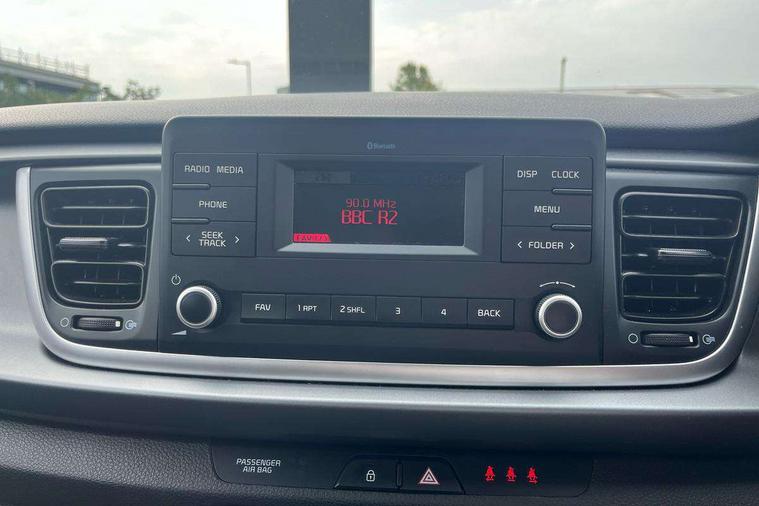 Bluetooth
RADIO MEDIA
DISP CLOCK
PHONE
90.0 MHz
BBC R2
MENU
SEEK
TRACK
FOLDER
FAV
1 RPT
2 SHFL
3
4
BACK
PASSENGER
AIR BAG